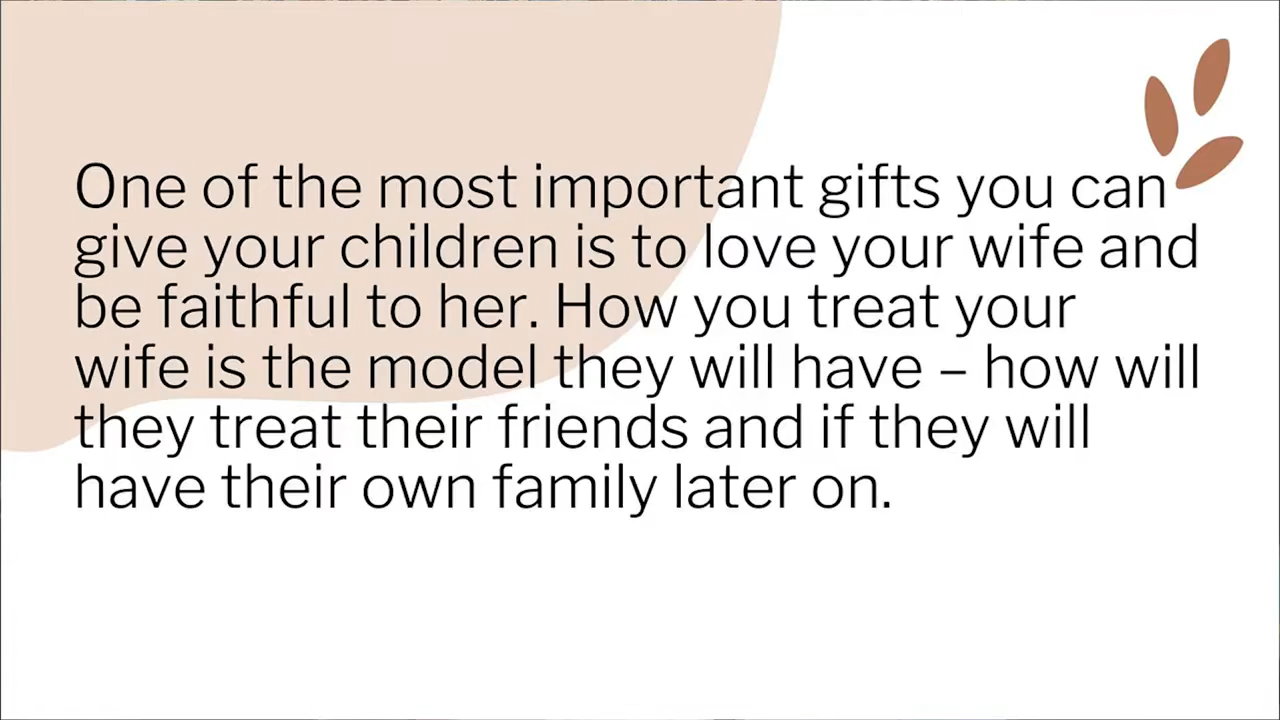 One of the most important gifts you can
give your children is to love your wife and
be faithful to her. How you treat your
wife is the model they will have – how will
they treat their friends and if they will
have their own family later on.